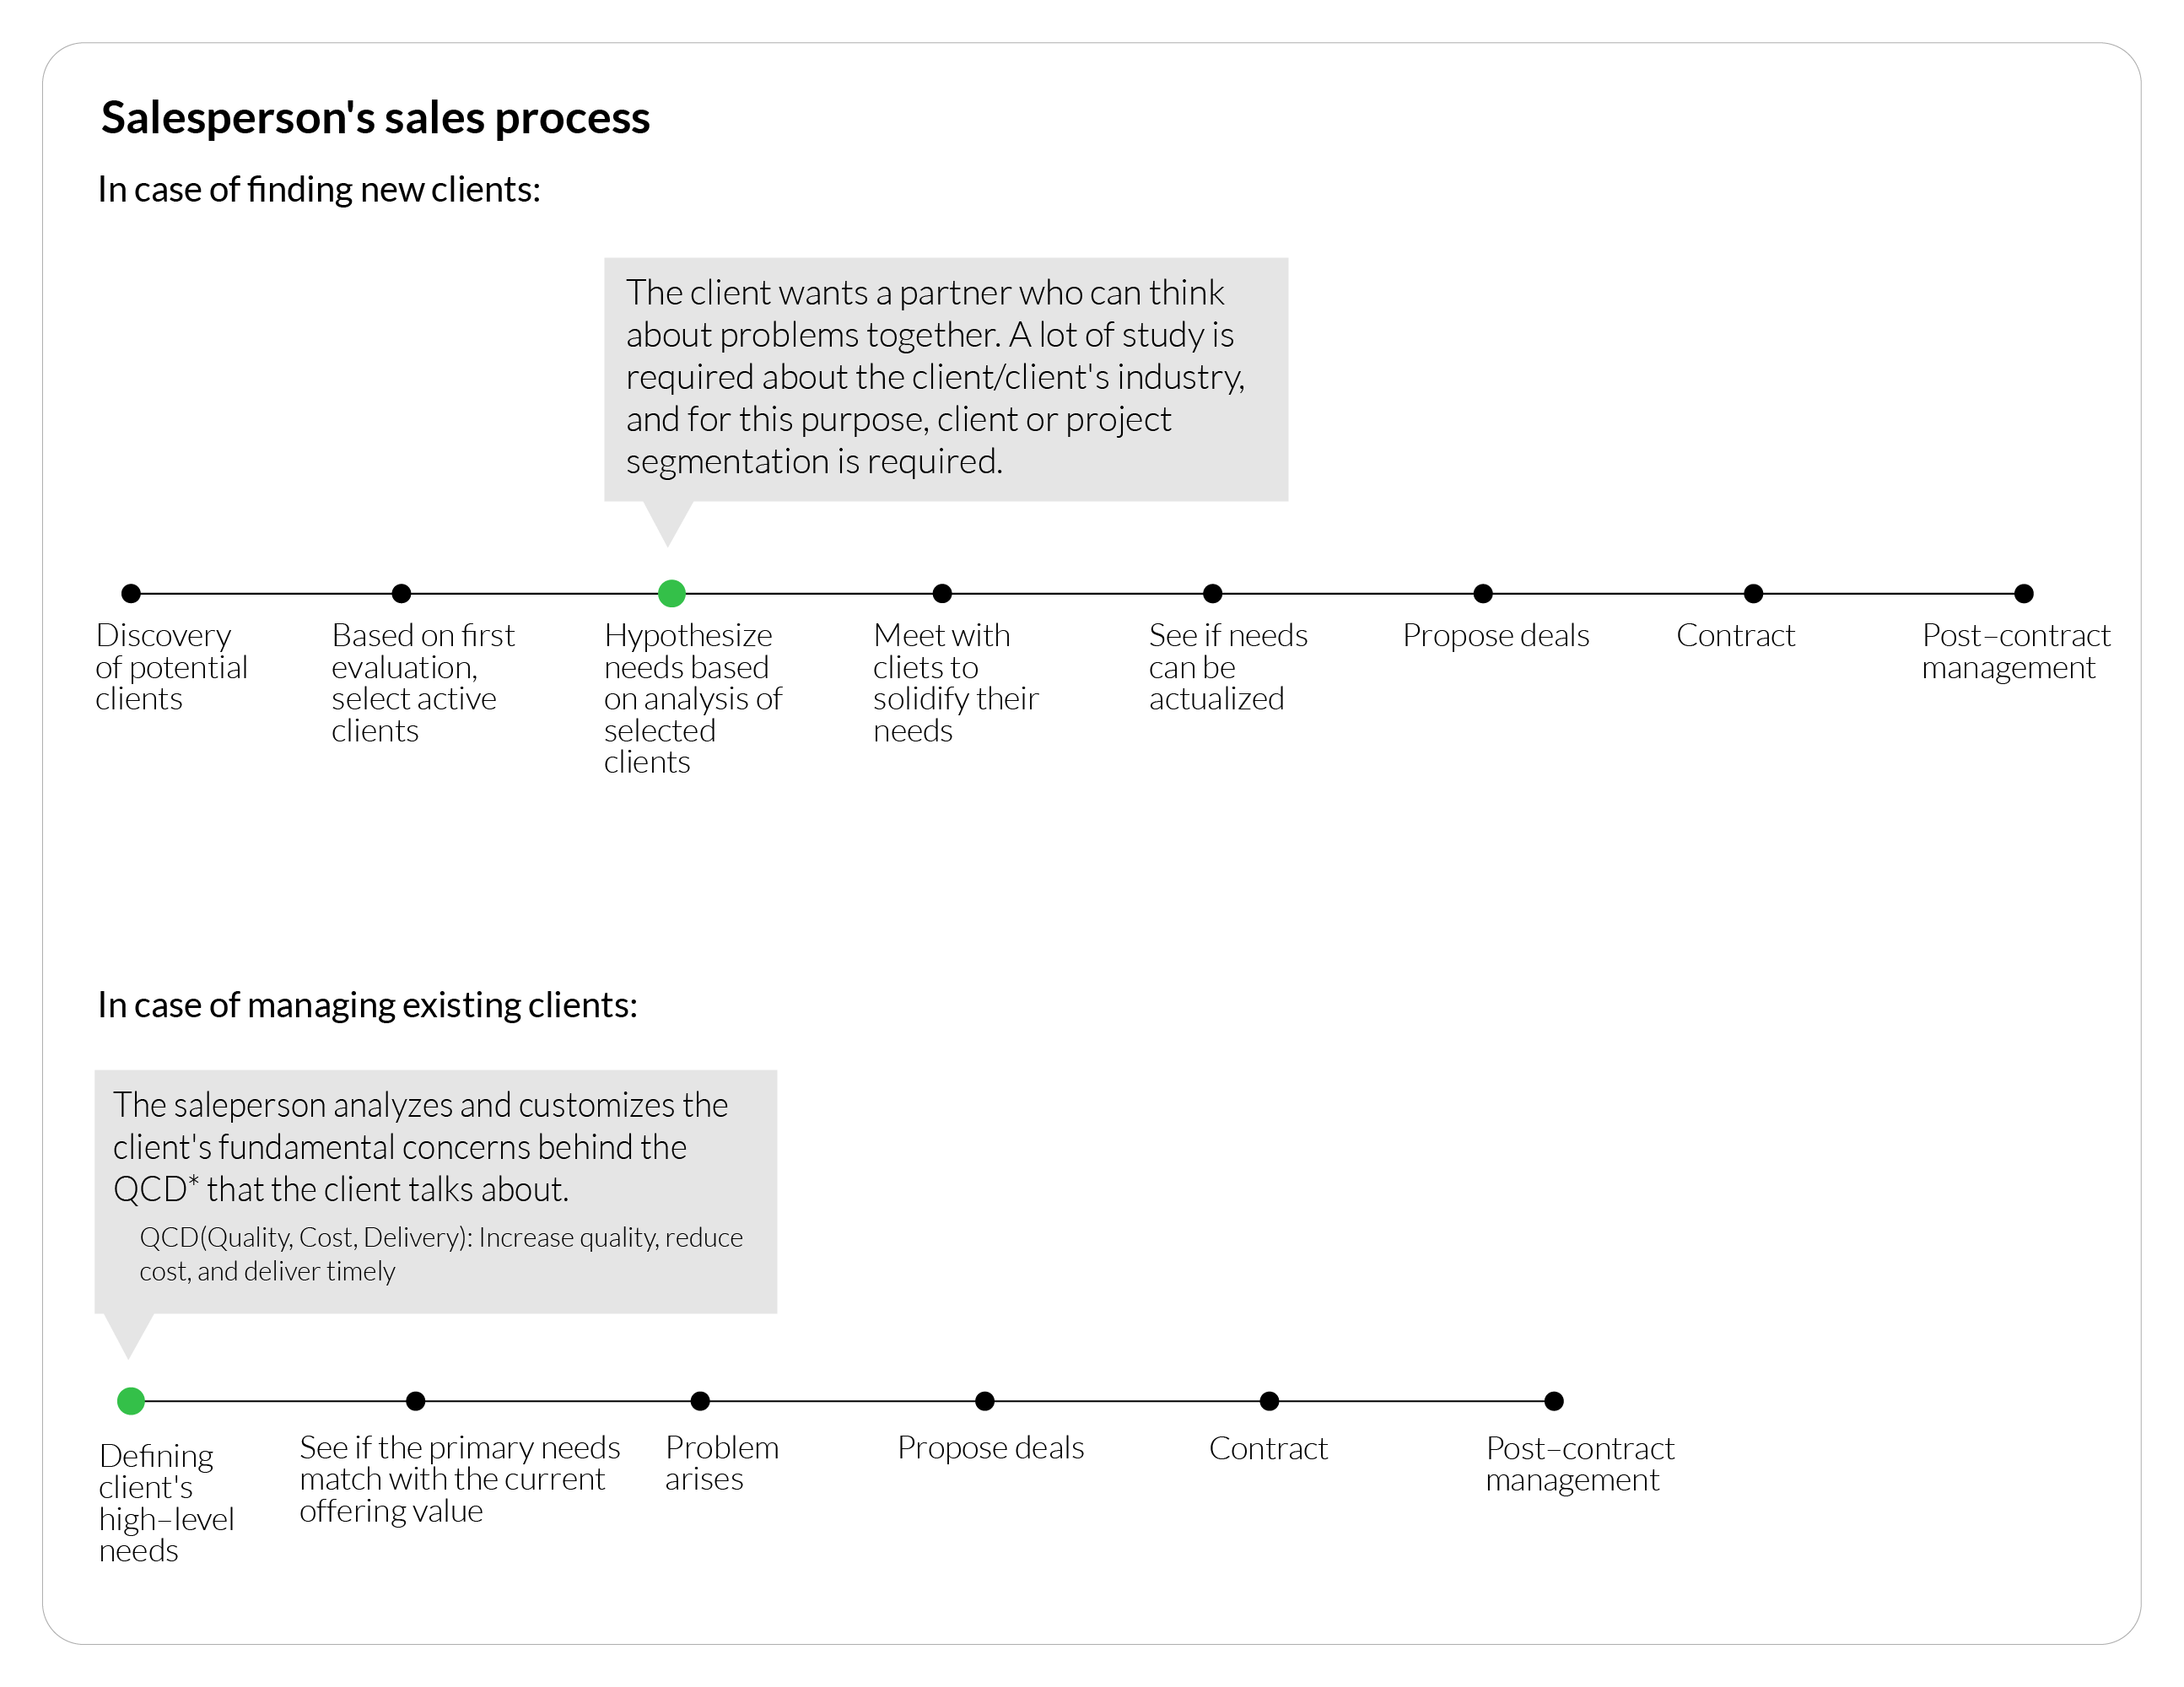 Salesperson's sales process
In case of finding new clients:
The client wants a partner who can think
about problems together. A lot of study is
required about the client/client's industry,
and for this purpose, client or project
segmentation is required.
Discovery
of potential
clients
Based on first
evaluation,
select active
clients
Hypothesize
needs based
on analysis of
selected
clients
Meet with
cliets to
solidify their
needs
See if needs
can be
actualized
Propose deals
Contract
Post–contract
management
In case of managing existing clients:
The saleperson analyzes and customizes the
client's fundamental concerns behind the
QCD* that the client talks about.
QCD(Quality, Cost, Delivery): Increase quality, reduce
cost, and deliver timely
Defining
client's
high–level
needs
See if the primary needs
match with the current
offering value
Problem
arises
Propose deals
Contract
Post–contract
management